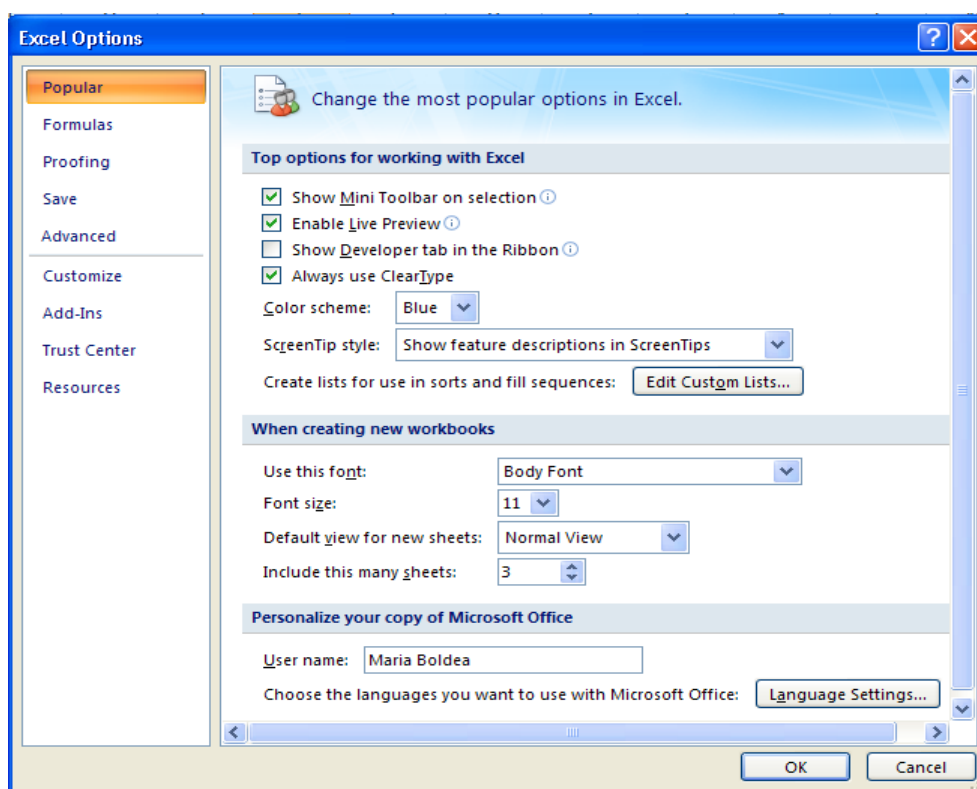 Excel Options
Popular
Formulas
Proofing
Save
Advanced
Customize
Add-Ins
Trust Center
Resources
Change the most popular options in Excel.
Top options for working with Excel
Show Mini Toolbar on selection
Enable Live Preview
Show Developer tab in the Ribbon
Always use ClearType
Color scheme: Blue
ScreenTip style: Show feature descriptions in ScreenTips
Create lists for use in sorts and fill sequences: Edit Custom Lists...
When creating new workbooks
Use this font: Body Font
Font size: 11
Default view for new sheets: Normal View
Include this many sheets: 3
Personalize your copy of Microsoft Office
User name: Maria Boldea
Choose the languages you want to use with Microsoft Office: Language Settings...
OK Cancel